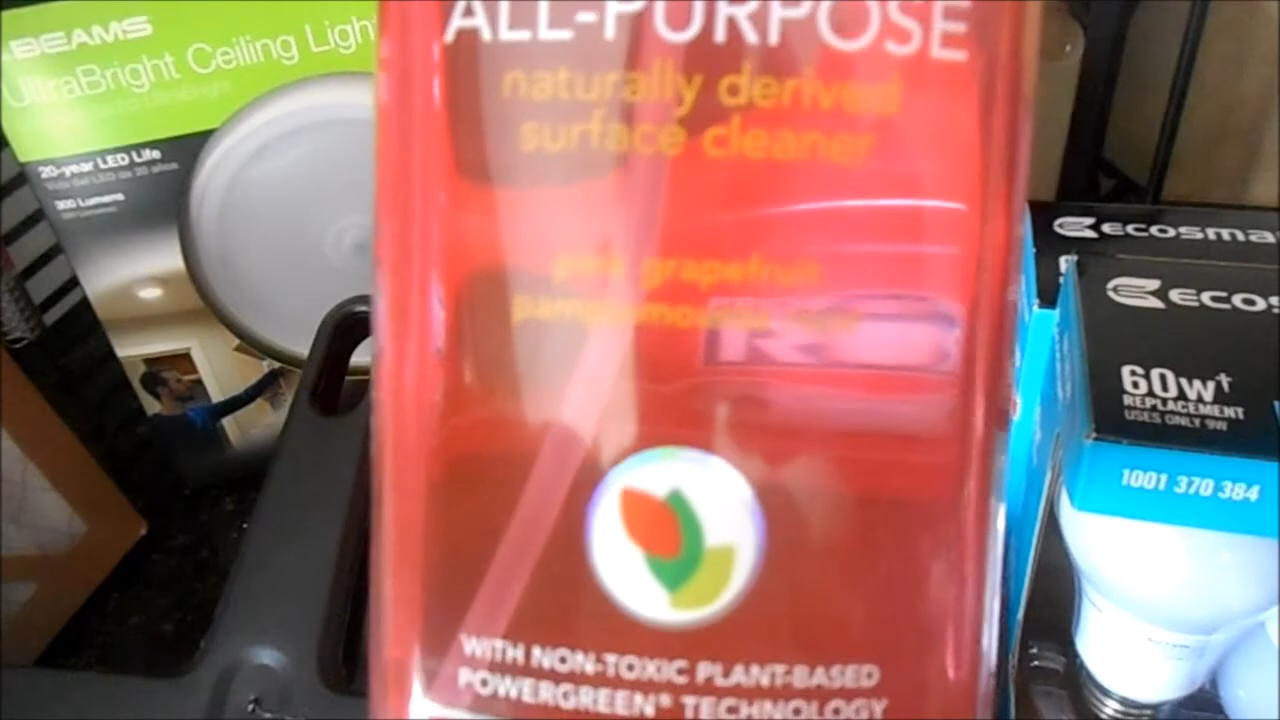 BEAMS
UltraBright Ceiling Light
20-year LED Life
300 Lumens
ALL-PURPOSE
naturally derived
surface cleaner
pink grapefruit
WITH NON-TOXIC PLANT-BASED
POWERGREEN® TECHNOLOGY
ECOSMA
ECOS
60W†
REPLACEMENT
USES ONLY 9W
1001 370 384